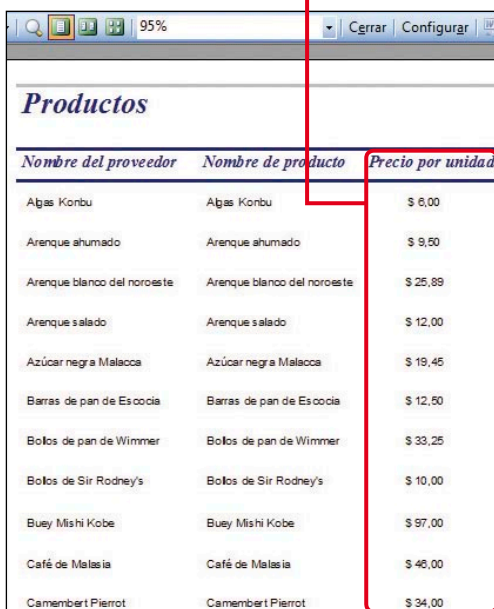 95% Cerrar Configurar
Productos
Nombre del proveedor Nombre de producto Precio por unidad
Algas Konbu Algas Konbu $ 6,00
Arenque ahumado Arenque ahumado $ 9,50
Arenque blanco del noroeste Arenque blanco del noroeste $ 25,89
Arenque salado Arenque salado $ 12,00
Azúcar negra Malacca Azúcar negra Malacca $ 19,45
Barras de pan de Escocia Barras de pan de Escocia $ 12,50
Bollos de pan de Wimmer Bollos de pan de Wimmer $ 33,25
Bollos de Sir Rodney's Bollos de Sir Rodney's $ 10,00
Buey Mishi Kobe Buey Mishi Kobe $ 97,00
Café de Malasia Café de Malasia $ 46,00
Camembert Pierrot Camembert Pierrot $ 34,00